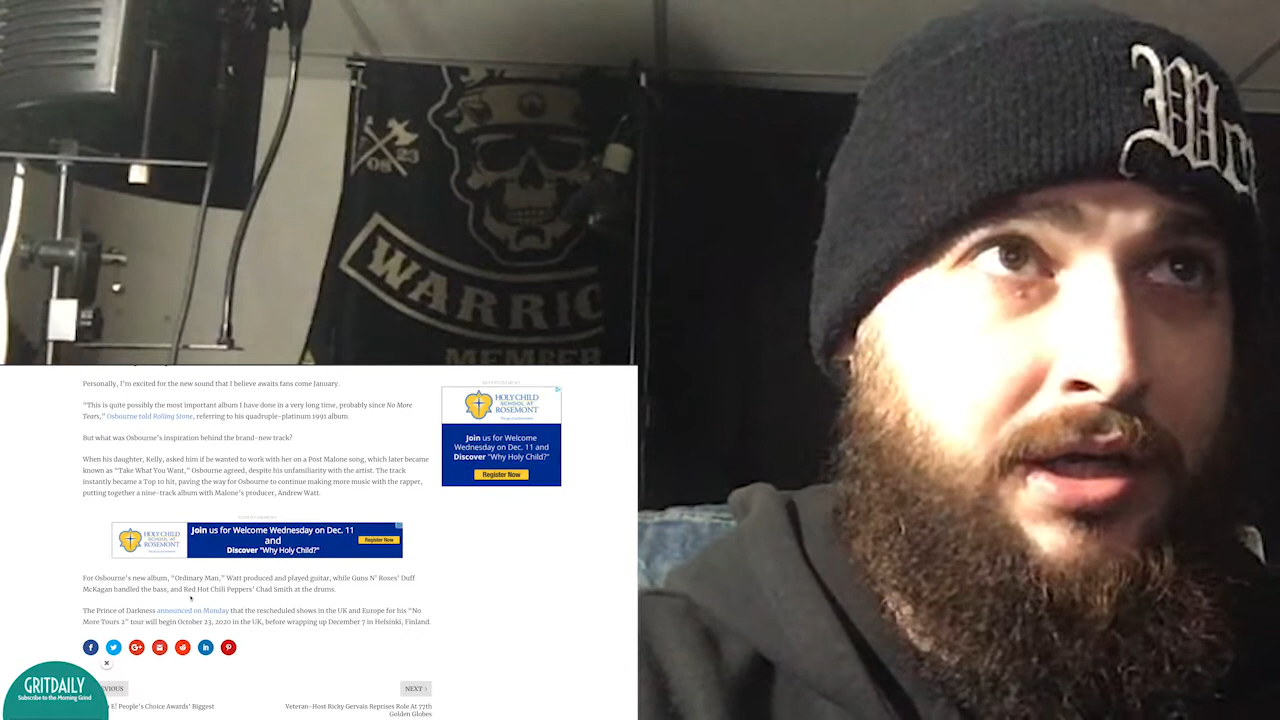 08 23
WARRIO
MEMBER
Wo
Personally, I'm excited for the new sound that I believe awaits fans come January.
"This is quite possibly the most important album I have done in a very long time, probably since No More
Tears," Osbourne told Rolling Stone, referring to his quadruple-platinum 1991 album.
But what was Osbourne's inspiration behind the brand-new track?
When his daughter, Kelly, asked him if he wanted to work with her on a Post Malone song, which later became
known as "Take What You Want," Osbourne agreed, despite his unfamiliarity with the artist. The track
instantly became a Top 10 hit, paving the way for Osbourne to continue making more music with the rapper,
putting together a nine-track album with Malone's producer, Andrew Watt.
HOLY CHILD
SCHOOL AT
ROSEMONT
Join us for Welcome
Wednesday on Dec. 11 and
Discover "Why Holy Child?"
Register Now
HOLY CHILD
SCHOOL AT
ROSEMONT
Join us for Welcome Wednesday on Dec. 11
and
Discover "Why Holy Child?"
Register Now
For Osbourne's new album, "Ordinary Man," Watt produced and played guitar, while Guns N' Roses' Duff
McKagan handled the bass, and Red Hot Chili Peppers' Chad Smith at the drums.
The Prince of Darkness announced on Monday that the rescheduled shows in the UK and Europe for his "No
More Tours 2" tour will begin October 23, 2020 in the UK, before wrapping up December 7 in Helsinki, Finland.
GRITDAILY
Subscribe to the Morning Grind
VIOUS
NEXT
E! People's Choice Awards' Biggest
Veteran-Host Ricky Gervais Reprises Role At 77th
Golden Globes